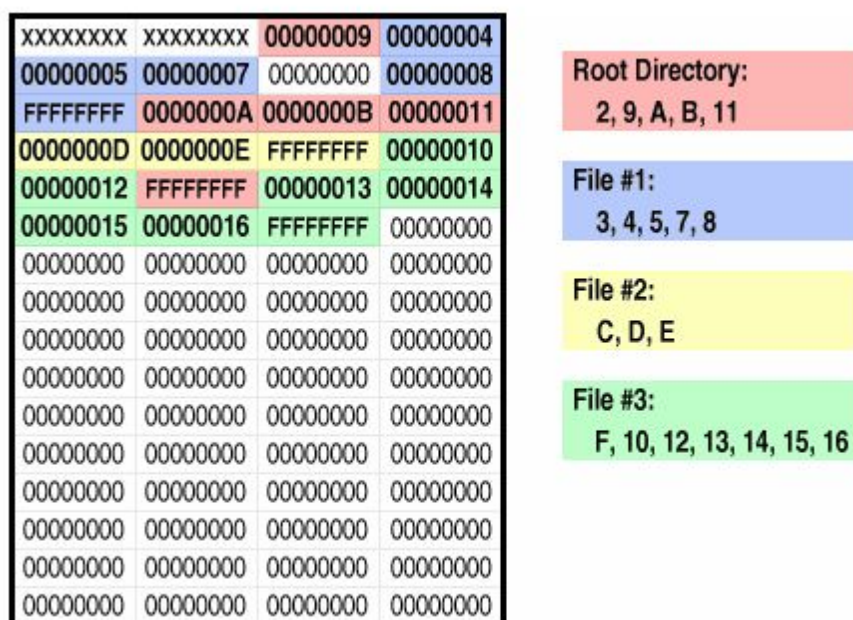 XXXXXXXX XXXXXXXX 00000009 00000004
00000005 00000007 00000000 00000008
FFFFFFFF 0000000A 0000000B 00000011
0000000D 0000000E FFFFFFFF 00000010
00000012 FFFFFFFF 00000013 00000014
00000015 00000016 FFFFFFFF 00000000
00000000 00000000 00000000 00000000
00000000 00000000 00000000 00000000
00000000 00000000 00000000 00000000
00000000 00000000 00000000 00000000
00000000 00000000 00000000 00000000
00000000 00000000 00000000 00000000
00000000 00000000 00000000 00000000
00000000 00000000 00000000 00000000
00000000 00000000 00000000 00000000
00000000 00000000 00000000 00000000
Root Directory:
2, 9, A, B, 11
File #1:
3, 4, 5, 7, 8
File #2:
C, D, E
File #3:
F, 10, 12, 13, 14, 15, 16